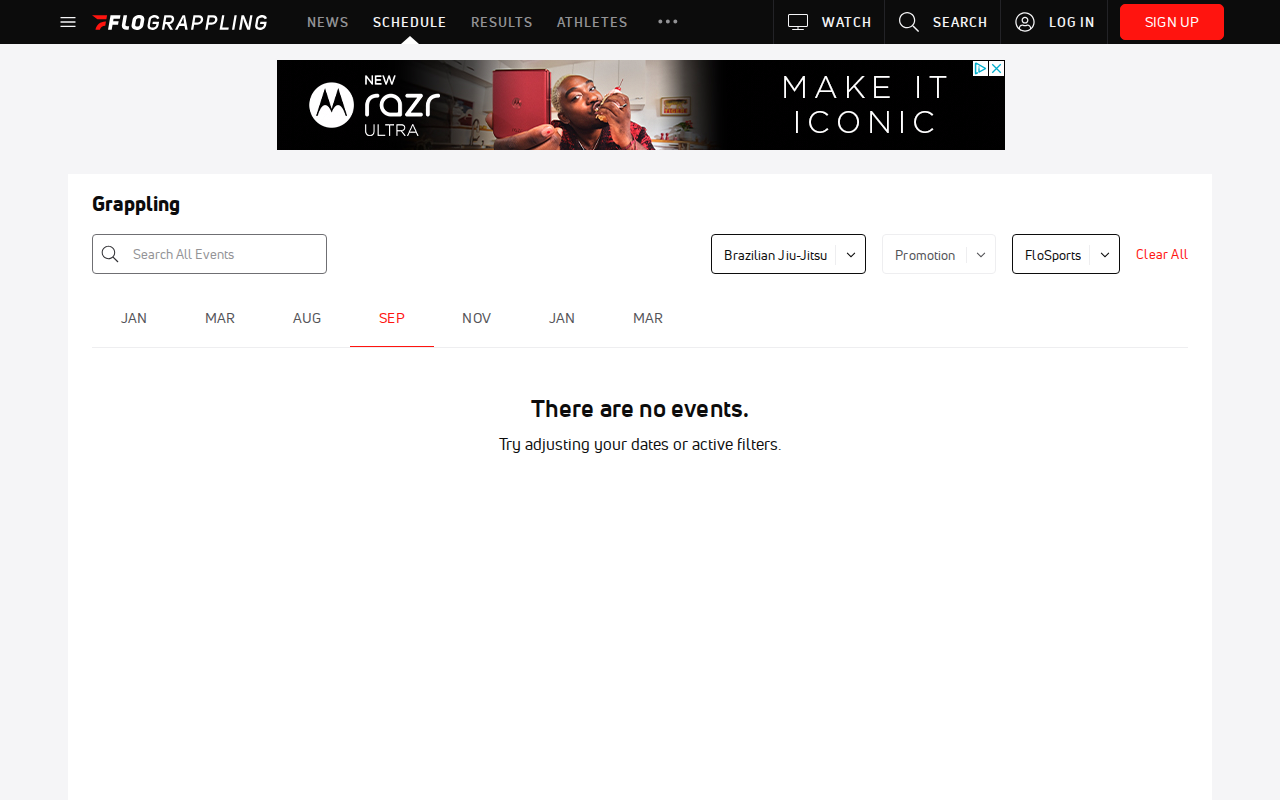 FLOGRAPPLING NEWS SCHEDULE RESULTS ATHLETES WATCH SEARCH LOG IN SIGN UP
NEW
razr
ULTRA
MAKE IT
ICONIC
Grappling
Search All Events Brazilian Jiu-Jitsu Promotion FloSports Clear All
JAN MAR AUG SEP NOV JAN MAR
There are no events.
Try adjusting your dates or active filters.